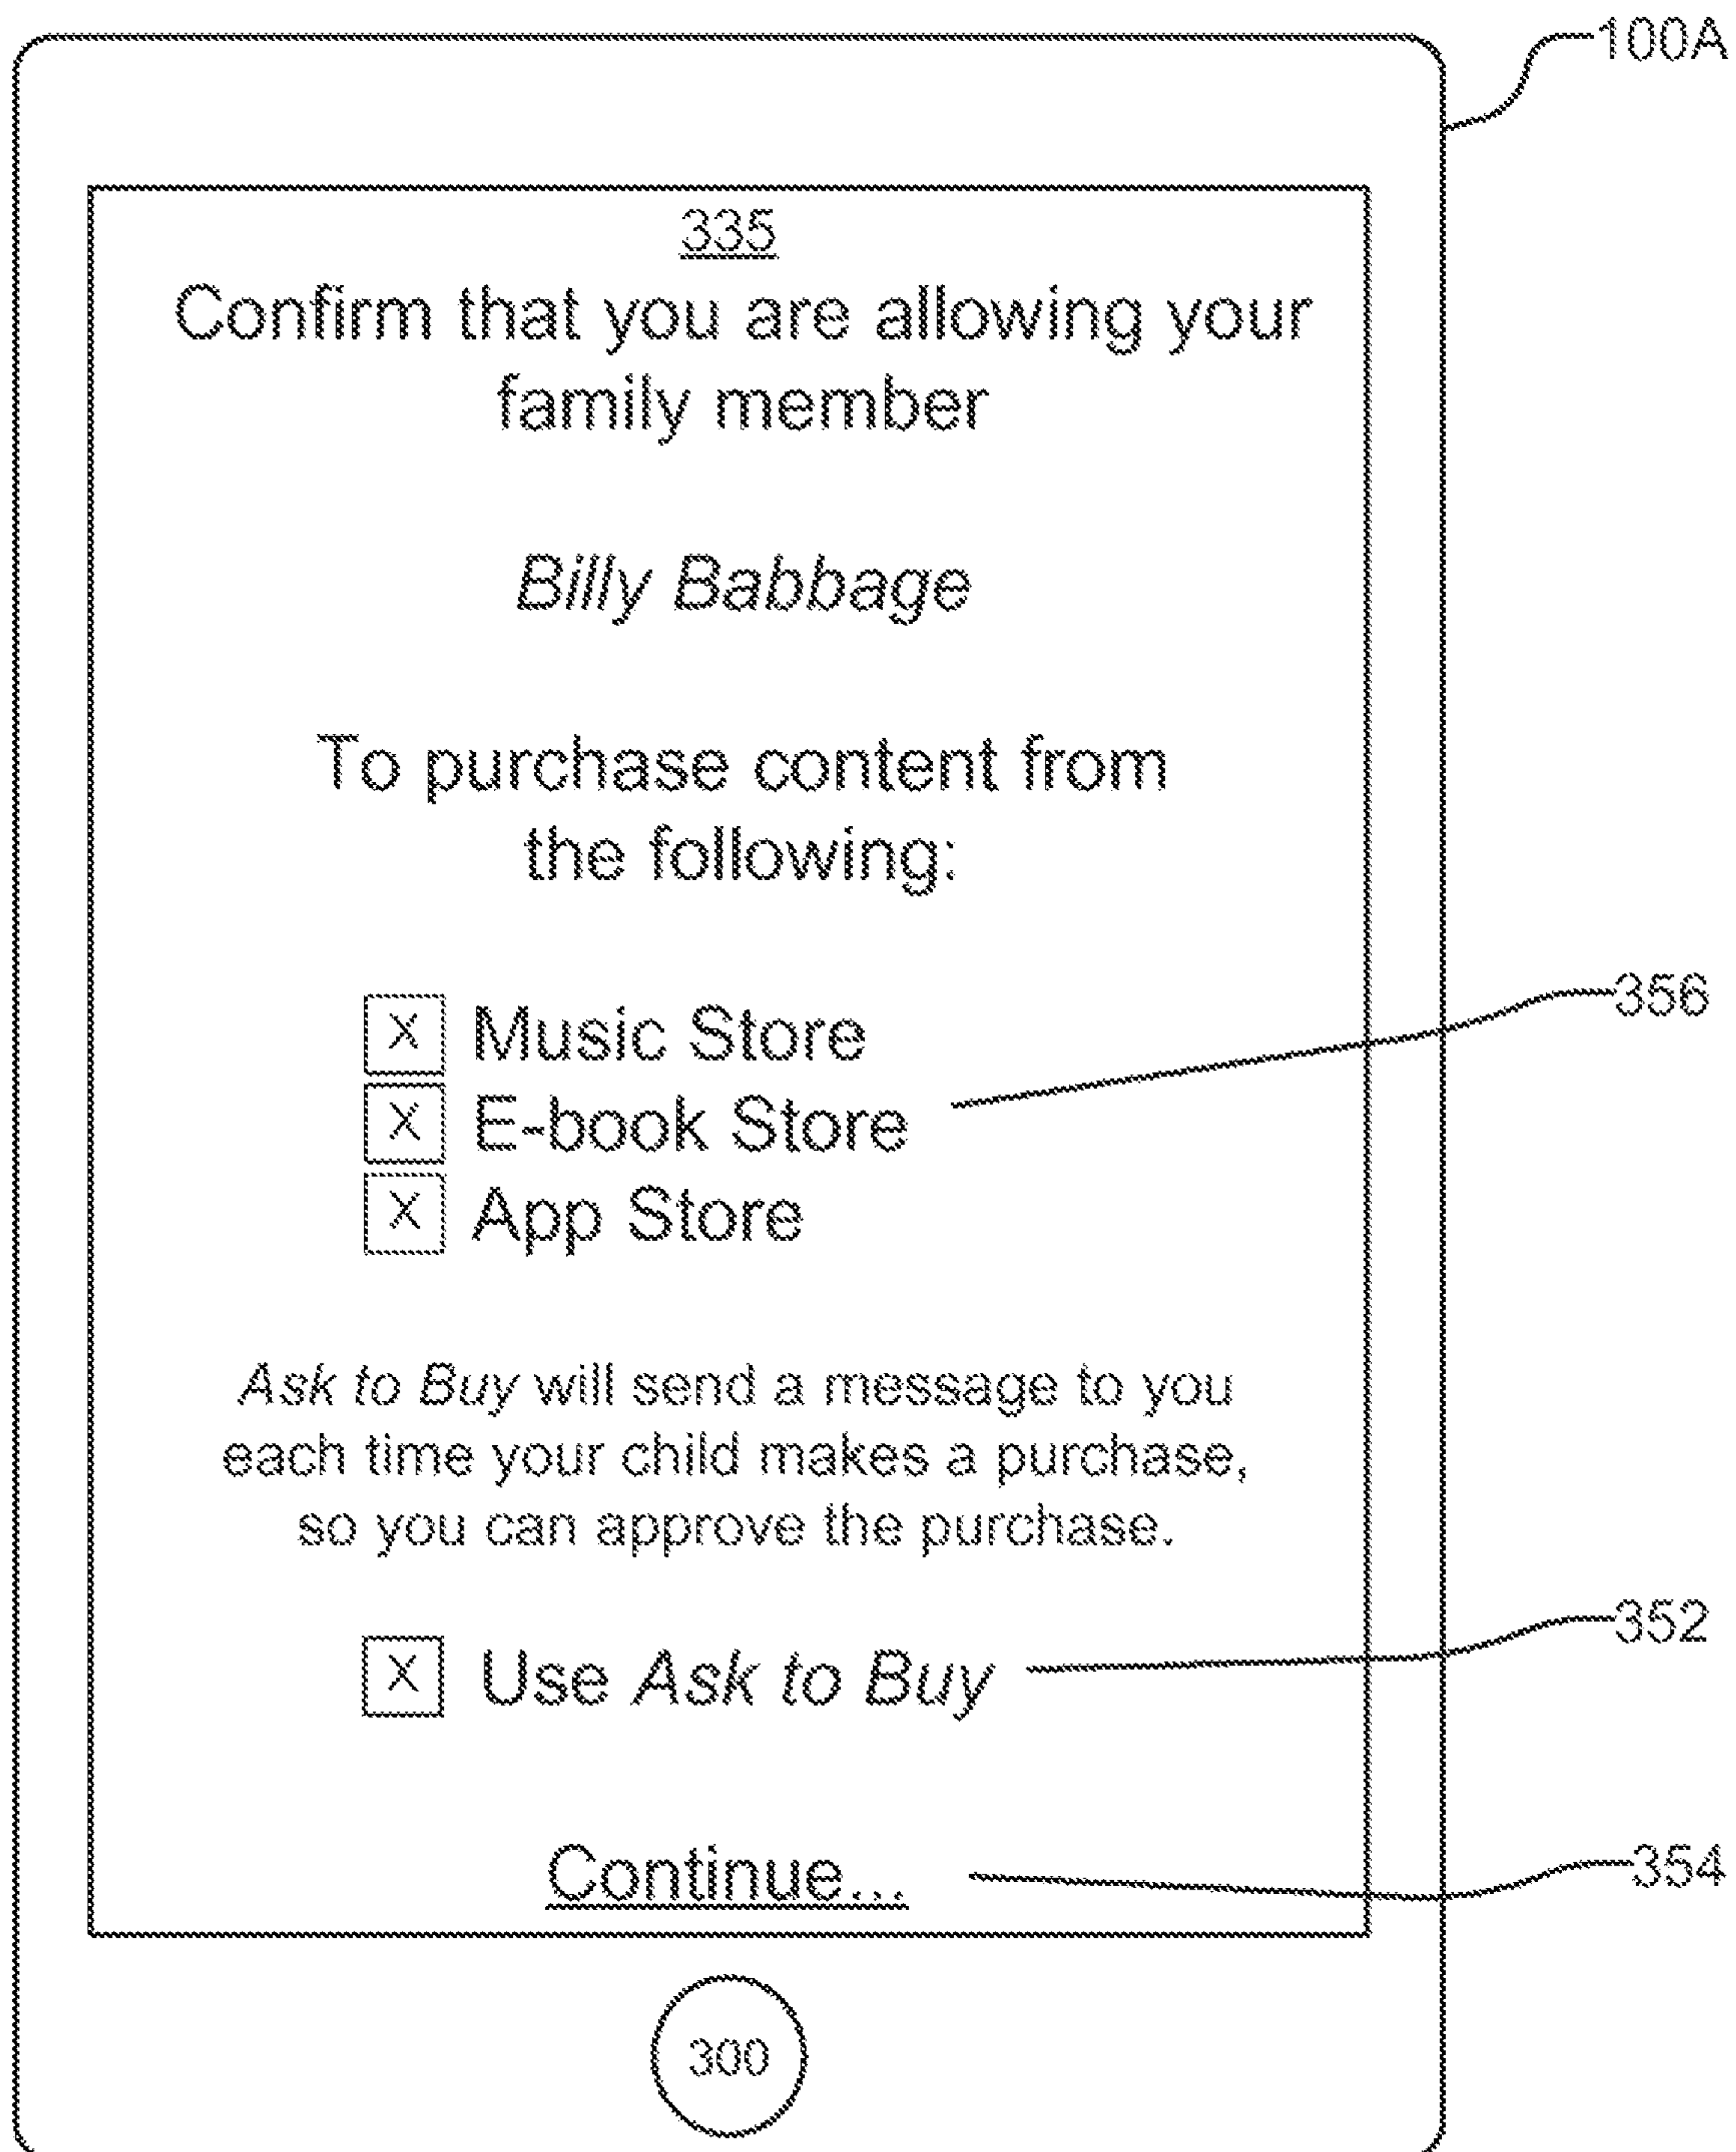 100A
335
Confirm that you are allowing your
family member
Billy Babbage
To purchase content from
the following:
356
X Music Store
X E-book Store
X App Store
Ask to Buy will send a message to you
each time your child makes a purchase,
so you can approve the purchase.
352
X Use Ask to Buy
Continue...
354
300